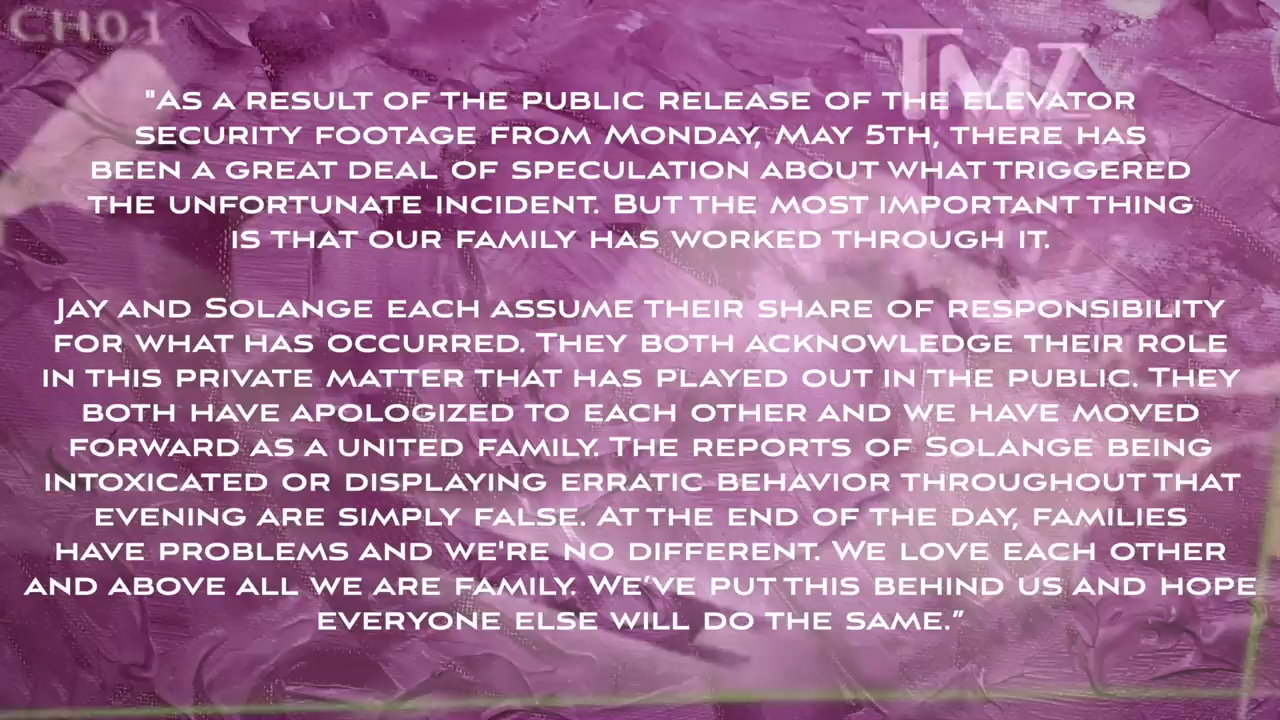 CH01
TMZ
"As a result of the public release of the elevator
security footage from Monday, May 5th, there has
been a great deal of speculation about what triggered
the unfortunate incident. But the most important thing
is that our family has worked through it.
Jay and Solange each assume their share of responsibility
for what has occurred. They both acknowledge their role
in this private matter that has played out in the public. They
both have apologized to each other and we have moved
forward as a united family. The reports of Solange being
intoxicated or displaying erratic behavior throughout that
evening are simply false. At the end of the day, families
have problems and we're no different. We love each other
and above all we are family. We’ve put this behind us and hope
everyone else will do the same.”